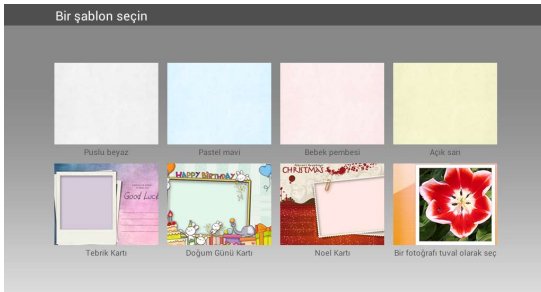 Bir şablon seçin
Puslu beyaz
Pastel mavi
Bebek pembesi
Açık sarı
Good Luck
HAPPY BIRTHDAY
CHRISTMAS
Tebrik Kartı
Doğum Günü Kartı
Noel Kartı
Bir fotoğrafı tuval olarak seç